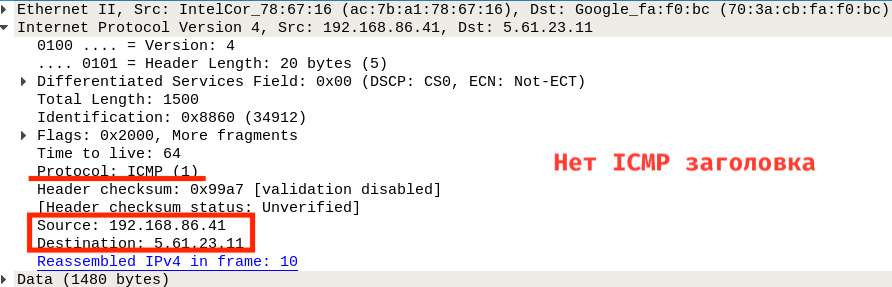 Ethernet II, Src: IntelCor_78:67:16 (ac:7b:a1:78:67:16), Dst: Google_fa:f0:bc (70:3a:cb:fa:f0:bc)
Internet Protocol Version 4, Src: 192.168.86.41, Dst: 5.61.23.11
0100 .... = Version: 4
.... 0101 = Header Length: 20 bytes (5)
Differentiated Services Field: 0x00 (DSCP: CS0, ECN: Not-ECT)
Total Length: 1500
Identification: 0x8860 (34912)
Flags: 0x2000, More fragments
Time to live: 64
Protocol: ICMP (1)
Нет ICMP заголовка
Header checksum: 0x99a7 [validation disabled]
[Header checksum status: Unverified]
Source: 192.168.86.41
Destination: 5.61.23.11
Reassembled IPv4 in frame: 10
Data (1480 bytes)